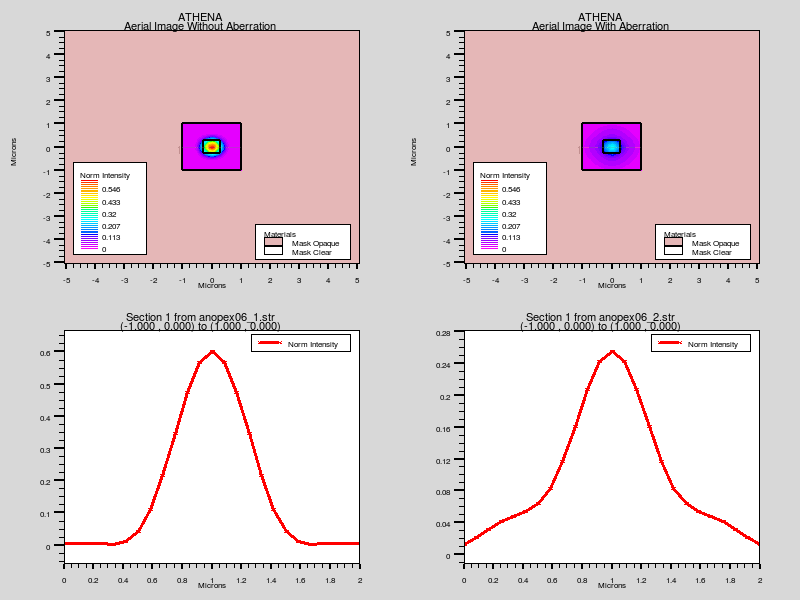 ATHENA
Aerial Image Without Aberration
5
4
3
2
1
0
-1
-2
-3
-4
-5
Microns
Norm Intensity
0.546
0.433
0.32
0.207
0.113
0
Materials
Mask Opaque
Mask Clear
-5 -4 -3 -2 -1 0 1 2 3 4 5
Microns
ATHENA
Aerial Image With Aberration
5
4
3
2
1
0
-1
-2
-3
-4
-5
Microns
Norm Intensity
0.546
0.433
0.32
0.207
0.113
0
Materials
Mask Opaque
Mask Clear
-5 -4 -3 -2 -1 0 1 2 3 4 5
Microns
Section 1 from anopex06_1.str
(-1.000 , 0.000) to (1.000 , 0.000)
Norm Intensity
0.6
0.5
0.4
0.3
0.2
0.1
0
0 0.2 0.4 0.6 0.8 1.0 1.2 1.4 1.6 1.8 2
Microns
Section 1 from anopex06_2.str
(-1.000 , 0.000) to (1.000 , 0.000)
Norm Intensity
0.28
0.24
0.2
0.16
0.12
0.08
0.04
0
0 0.2 0.4 0.6 0.8 1.0 1.2 1.4 1.6 1.8 2
Microns